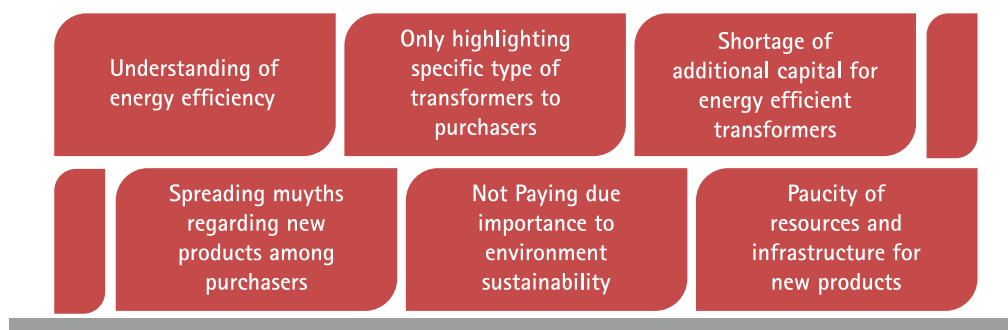 Understanding of
energy efficiency
Only highlighting
specific type of
transformers to
purchasers
Shortage of
additional capital for
energy efficient
transformers
Spreading muyths
regarding new
products among
purchasers
Not Paying due
importance to
environment
sustainability
Paucity of
resources and
infrastructure for
new products